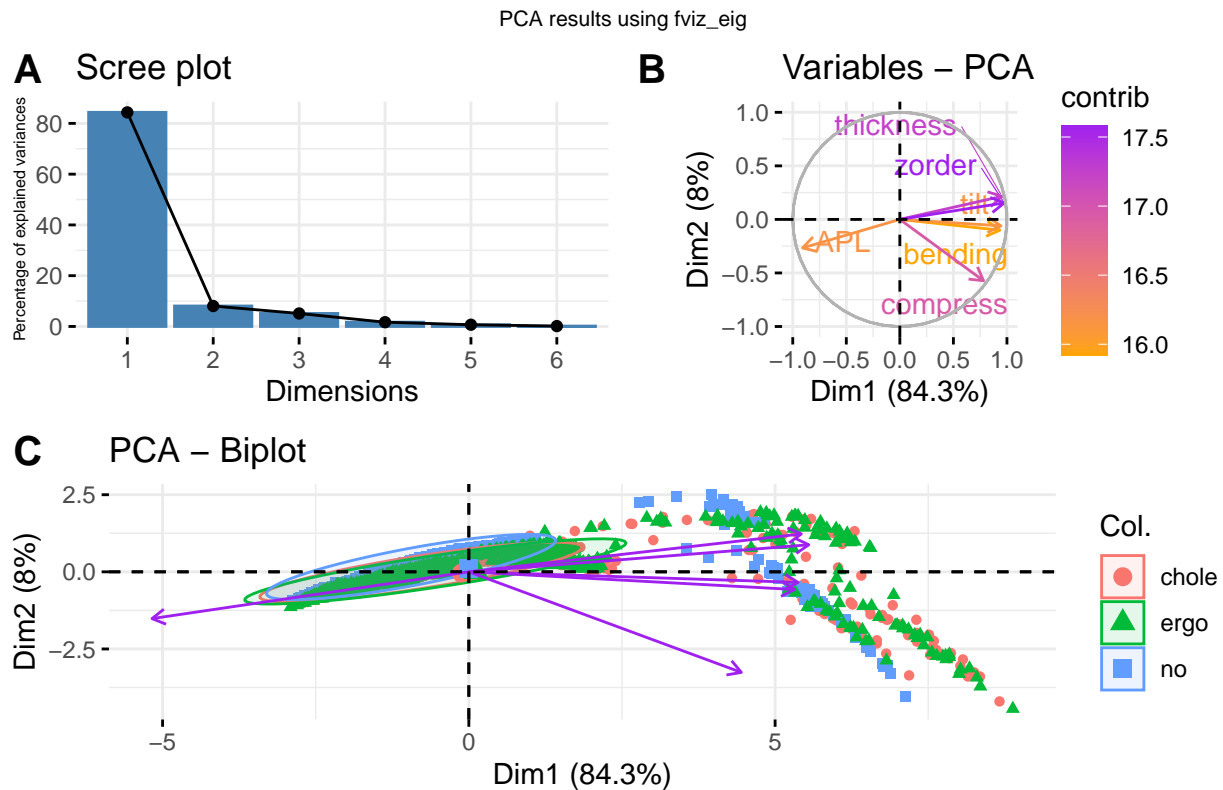 PCA results using fviz_eig
A Scree plot
Percentage of explained variances
80
60
40
20
0
1 2 3 4 5 6
Dimensions
B Variables − PCA
Dim2 (8%)
1.0
0.5
0.0
−0.5
−1.0
thickness
zorder
tilt
APL
bending
compress
−1.0 −0.5 0.0 0.5 1.0
Dim1 (84.3%)
contrib
17.5
17.0
16.5
16.0
C PCA − Biplot
Dim2 (8%)
2.5
0.0
−2.5
−5 0 5
Dim1 (84.3%)
Col.
chole
ergo
no